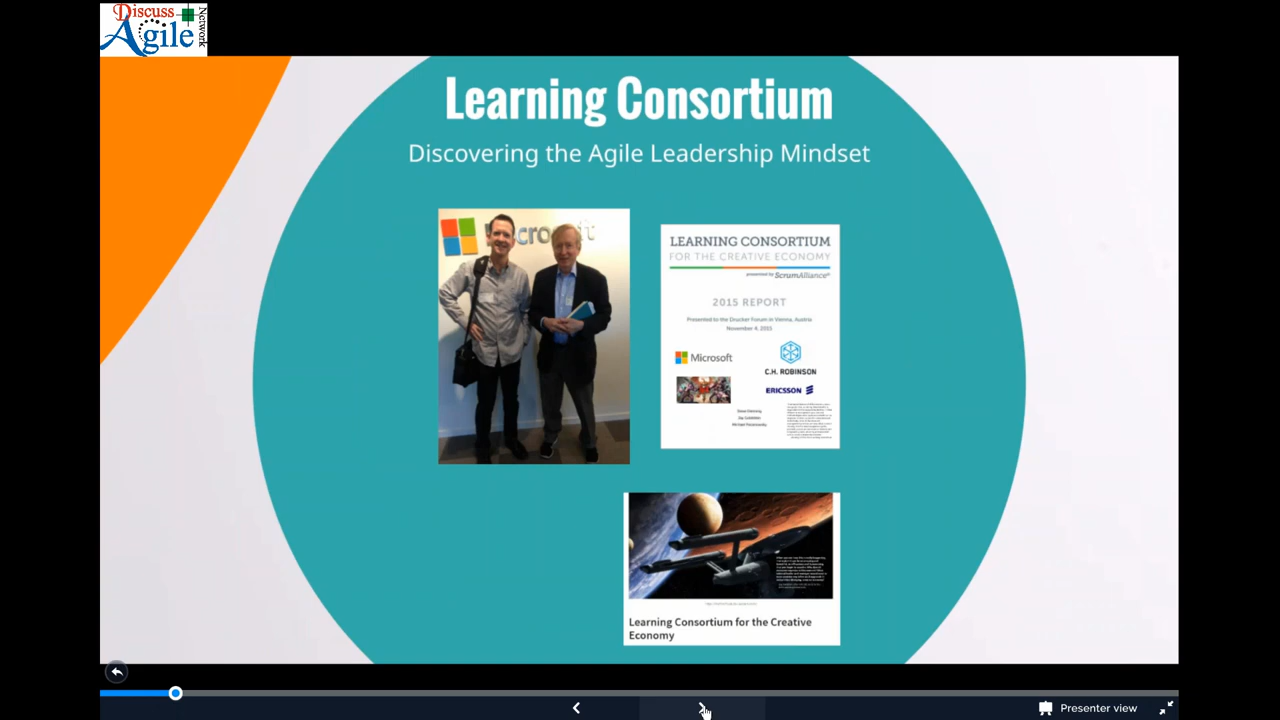 Discuss
Agile
Network
Learning Consortium
Discovering the Agile Leadership Mindset
Microsoft
LEARNING CONSORTIUM
FOR THE CREATIVE ECONOMY
presented by ScrumAlliance®
2015 REPORT
Presented to the Drucker Forum in Vienna, Austria
November 4, 2015
Microsoft
C.H. ROBINSON
ERICSSON
Learning Consortium for the Creative
Economy
Presenter view